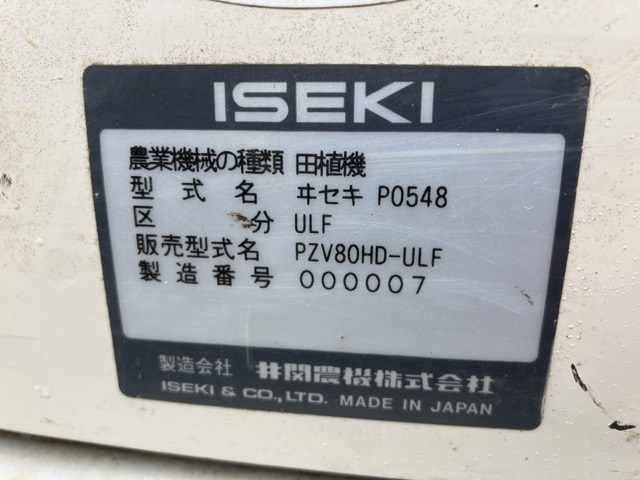 ISEKI
農業機械の種類 田植機
型式名 ヰセキ P0548
区分 ULF
販売型式名 PZV80HD-ULF
製造番号 000007
製造会社 井関農機株式会社
ISEKI & CO., LTD. MADE IN JAPAN